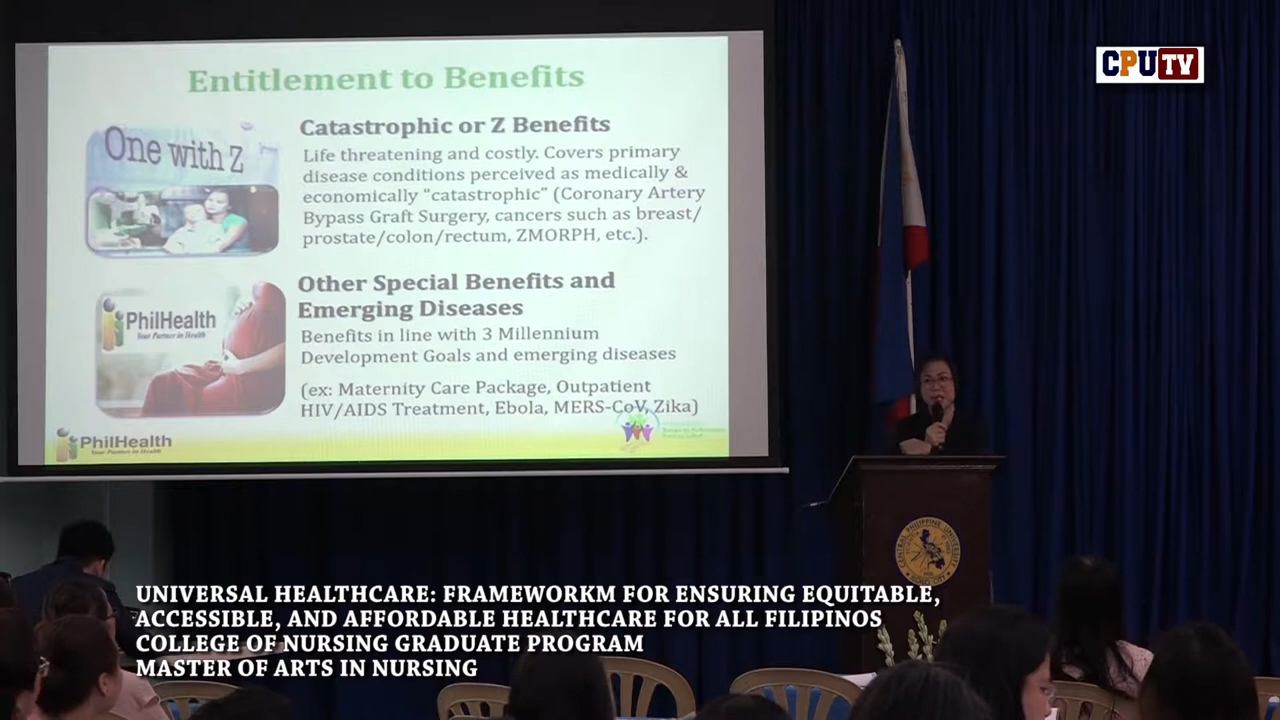 CPUTV
Entitlement to Benefits
One with Z
Catastrophic or Z Benefits
Life threatening and costly. Covers primary
disease conditions perceived as medically &
economically “catastrophic” (Coronary Artery
Bypass Graft Surgery, cancers such as breast/
prostate/colon/rectum, ZMORPH, etc.).
PhilHealth
Your Partner in Health
Other Special Benefits and
Emerging Diseases
Benefits in line with 3 Millennium
Development Goals and emerging diseases
(ex: Maternity Care Package, Outpatient
HIV/AIDS Treatment, Ebola, MERS-CoV, Zika)
PhilHealth
Your Partner in Health
CENTRAL PHILIPPINE UNIVERSITY
UNIVERSAL HEALTHCARE: FRAMEWORKM FOR ENSURING EQUITABLE,
ACCESSIBLE, AND AFFORDABLE HEALTHCARE FOR ALL FILIPINOS
COLLEGE OF NURSING GRADUATE PROGRAM
MASTER OF ARTS IN NURSING